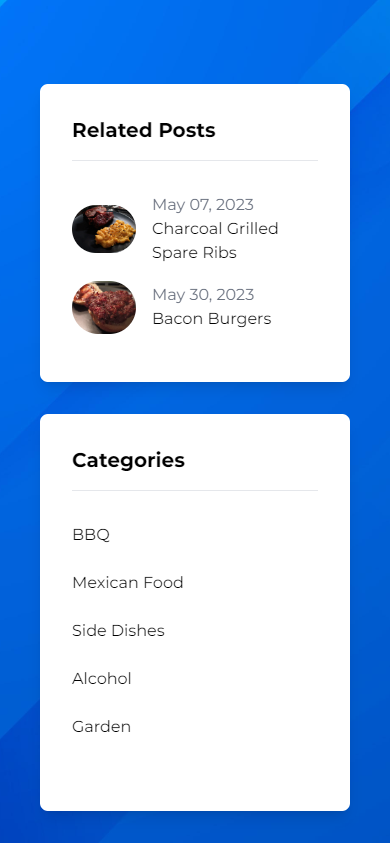 Related Posts
May 07, 2023
Charcoal Grilled
Spare Ribs
May 30, 2023
Bacon Burgers
Categories
BBQ
Mexican Food
Side Dishes
Alcohol
Garden